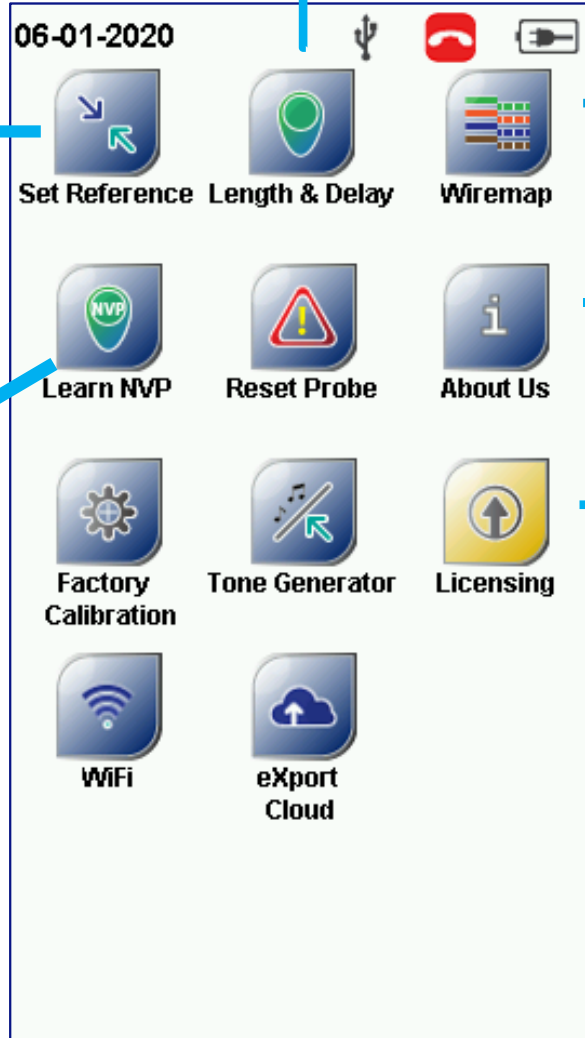 06-01-2020
Set Reference Length & Delay Wiremap
NVP
Learn NVP Reset Probe About Us
Factory Calibration Tone Generator Licensing
WiFi eXport Cloud